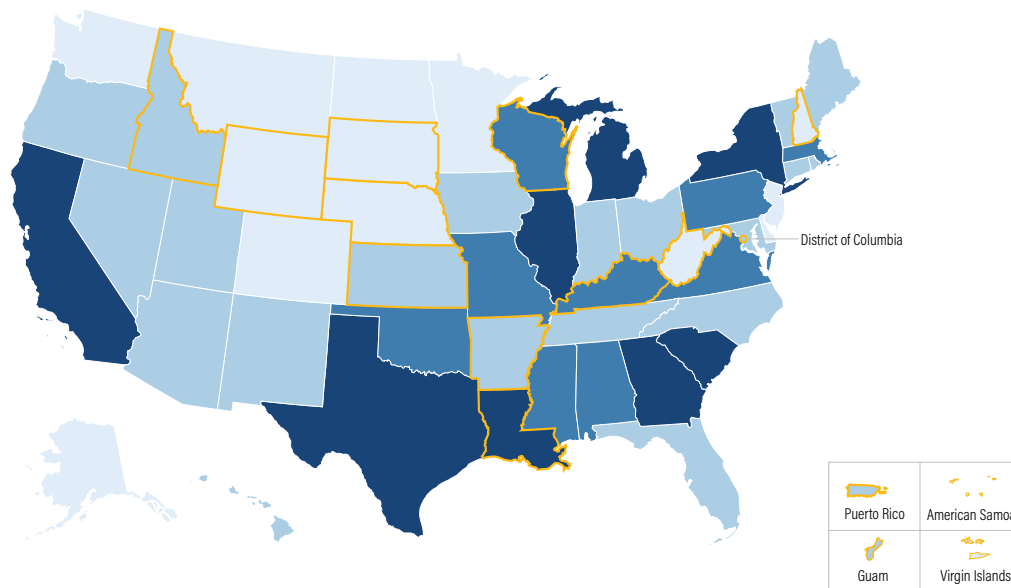 District of Columbia
Puerto Rico
American Samoa
Guam
Virgin Islands